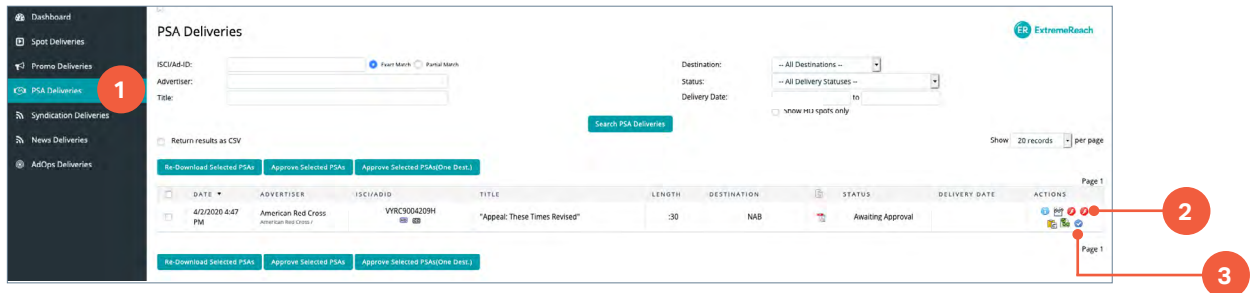 Dashboard
Spot Deliveries
Promo Deliveries
PSA Deliveries
Syndication Deliveries
News Deliveries
AdOps Deliveries
1
PSA Deliveries
ER ExtremeReach
ISCI/Ad-ID:
Exact Match
Partial Match
Advertiser:
Title:
Destination:
-- All Destinations --
Status:
-- All Delivery Statuses --
Delivery Date:
to
Show HD spots only
Search PSA Deliveries
Return results as CSV
Show 20 records per page
Re-Download Selected PSAs
Approve Selected PSAs
Approve Selected PSAs(One Dest.)
Page 1
DATE ADVERTISER ISCI/ADID TITLE LENGTH DESTINATION STATUS DELIVERY DATE ACTIONS
4/2/2020 4:47 PM
American Red Cross
American Red Cross /
VYRC9004209H
"Appeal: These Times Revised"
:30
NAB
Awaiting Approval
2
Page 1
Re-Download Selected PSAs
Approve Selected PSAs
Approve Selected PSAs(One Dest.)
3